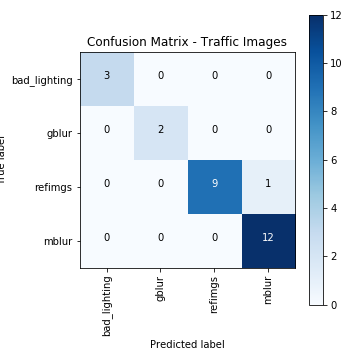 Confusion Matrix - Traffic Images
bad_lighting 3 0 0 0
gblur 0 2 0 0
refimgs 0 0 9 1
mblur 0 0 0 12
bad_lighting gblur refimgs mblur
Predicted label
label
12
10
8
6
4
2
0